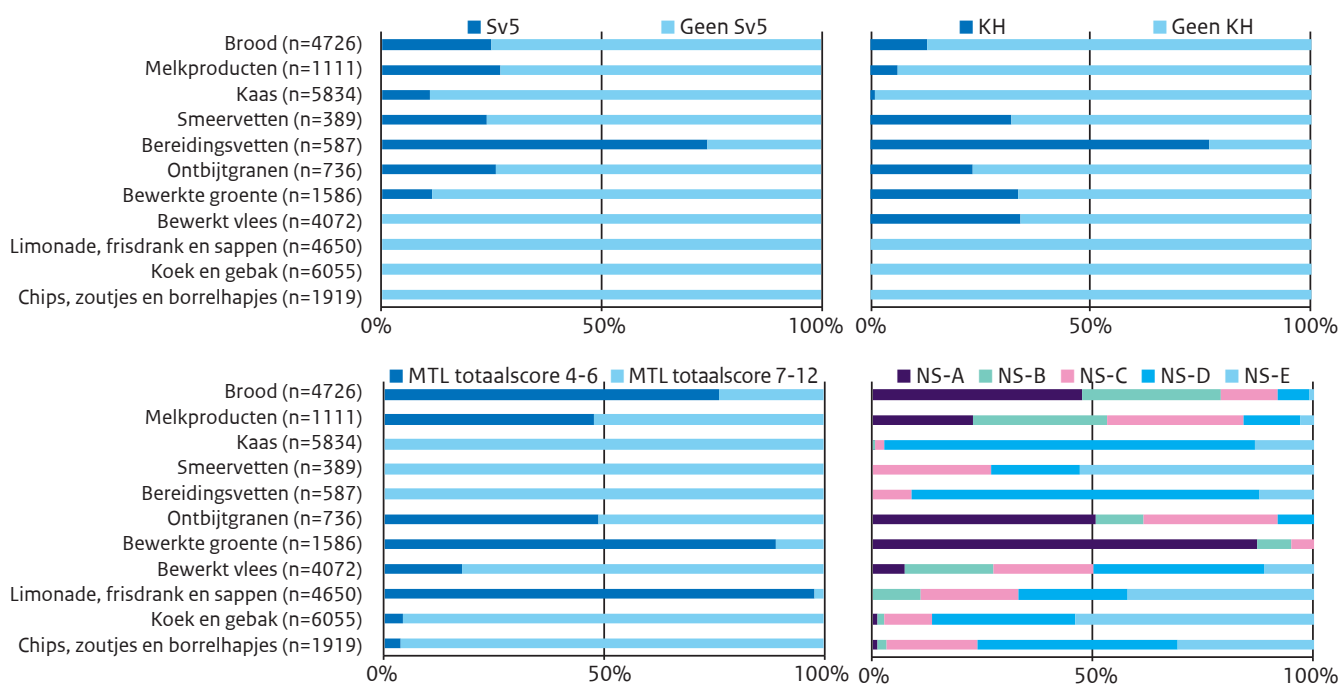 Sv5 Geen Sv5 KH Geen KH
Brood (n=4726)
Melkproducten (n=1111)
Kaas (n=5834)
Smeervetten (n=389)
Bereidingsvetten (n=587)
Ontbijtgranen (n=736)
Bewerkte groente (n=1586)
Bewerkt vlees (n=4072)
Limonade, frisdrank en sappen (n=4650)
Koek en gebak (n=6055)
Chips, zoutjes en borrelhapjes (n=1919)
0% 50% 100% 0% 50% 100%
MTL totaalscore 4-6 MTL totaalscore 7-12 NS-A NS-B NS-C NS-D NS-E
Brood (n=4726)
Melkproducten (n=1111)
Kaas (n=5834)
Smeervetten (n=389)
Bereidingsvetten (n=587)
Ontbijtgranen (n=736)
Bewerkte groente (n=1586)
Bewerkt vlees (n=4072)
Limonade, frisdrank en sappen (n=4650)
Koek en gebak (n=6055)
Chips, zoutjes en borrelhapjes (n=1919)
0% 50% 100% 0% 50% 100%